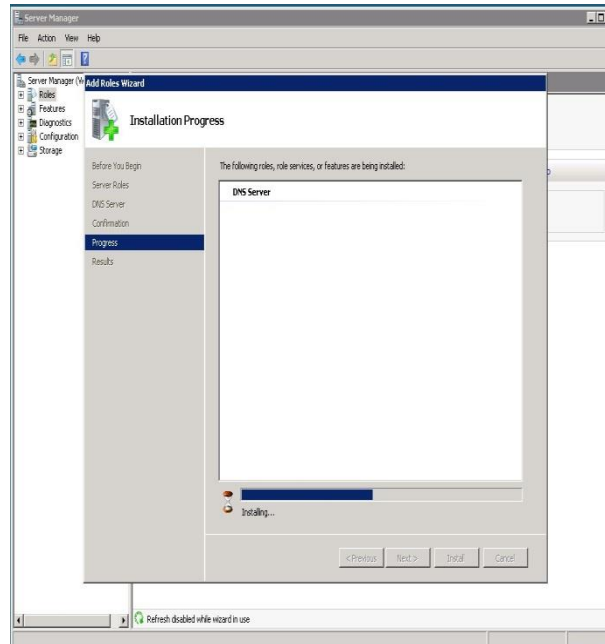 Server Manager
File Action View Help
Server Manager (W
Roles
Features
Diagnostics
Configuration
Storage
Add Roles Wizard
Installation Progress
Before You Begin
Server Roles
DNS Server
Confirmation
Progress
Results
The following roles, role services, or features are being installed:
DNS Server
Installing...
< Previous Next > Install Cancel
Refresh disabled while wizard in use